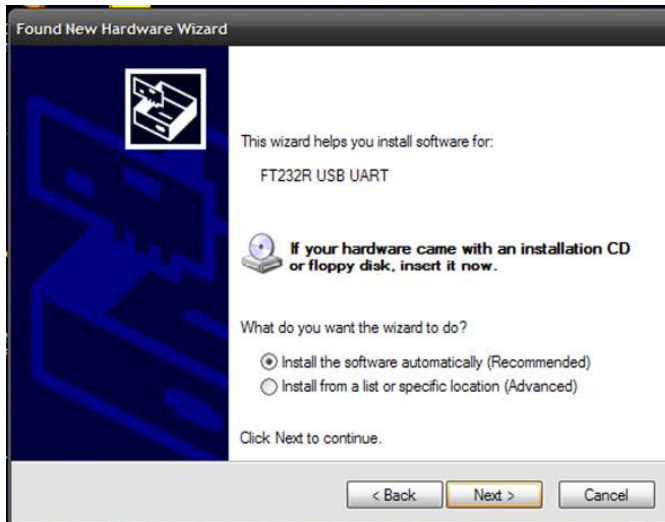 Found New Hardware Wizard
This wizard helps you install software for:
FT232R USB UART
If your hardware came with an installation CD
or floppy disk, insert it now.
What do you want the wizard to do?
Install the software automatically (Recommended)
Install from a list or specific location (Advanced)
Click Next to continue.
< Back Next > Cancel